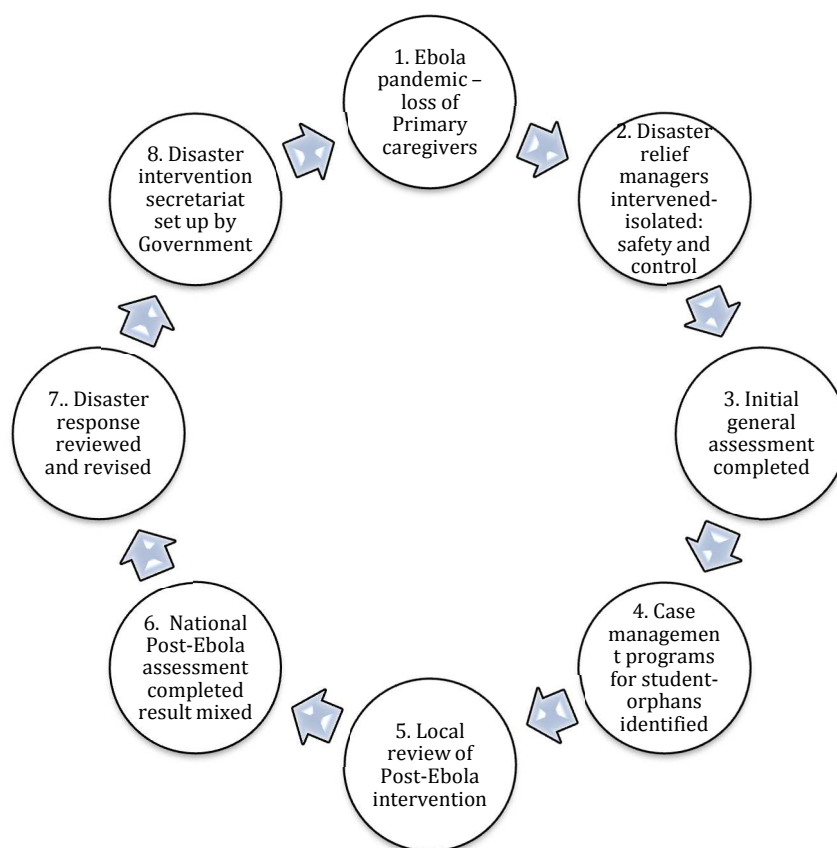 1. Ebola
pandemic –
loss of
Primary
caregivers
2. Disaster
relief
managers
intervened-
isolated:
safety and
control
3. Initial
general
assessment
completed
4. Case
managemen
t programs
for student-
orphans
identified
5. Local
review of
Post-Ebola
intervention
6. National
Post-Ebola
assessment
completed
result mixed
7.. Disaster
response
reviewed
and revised
8. Disaster
intervention
secretariat
set up by
Government